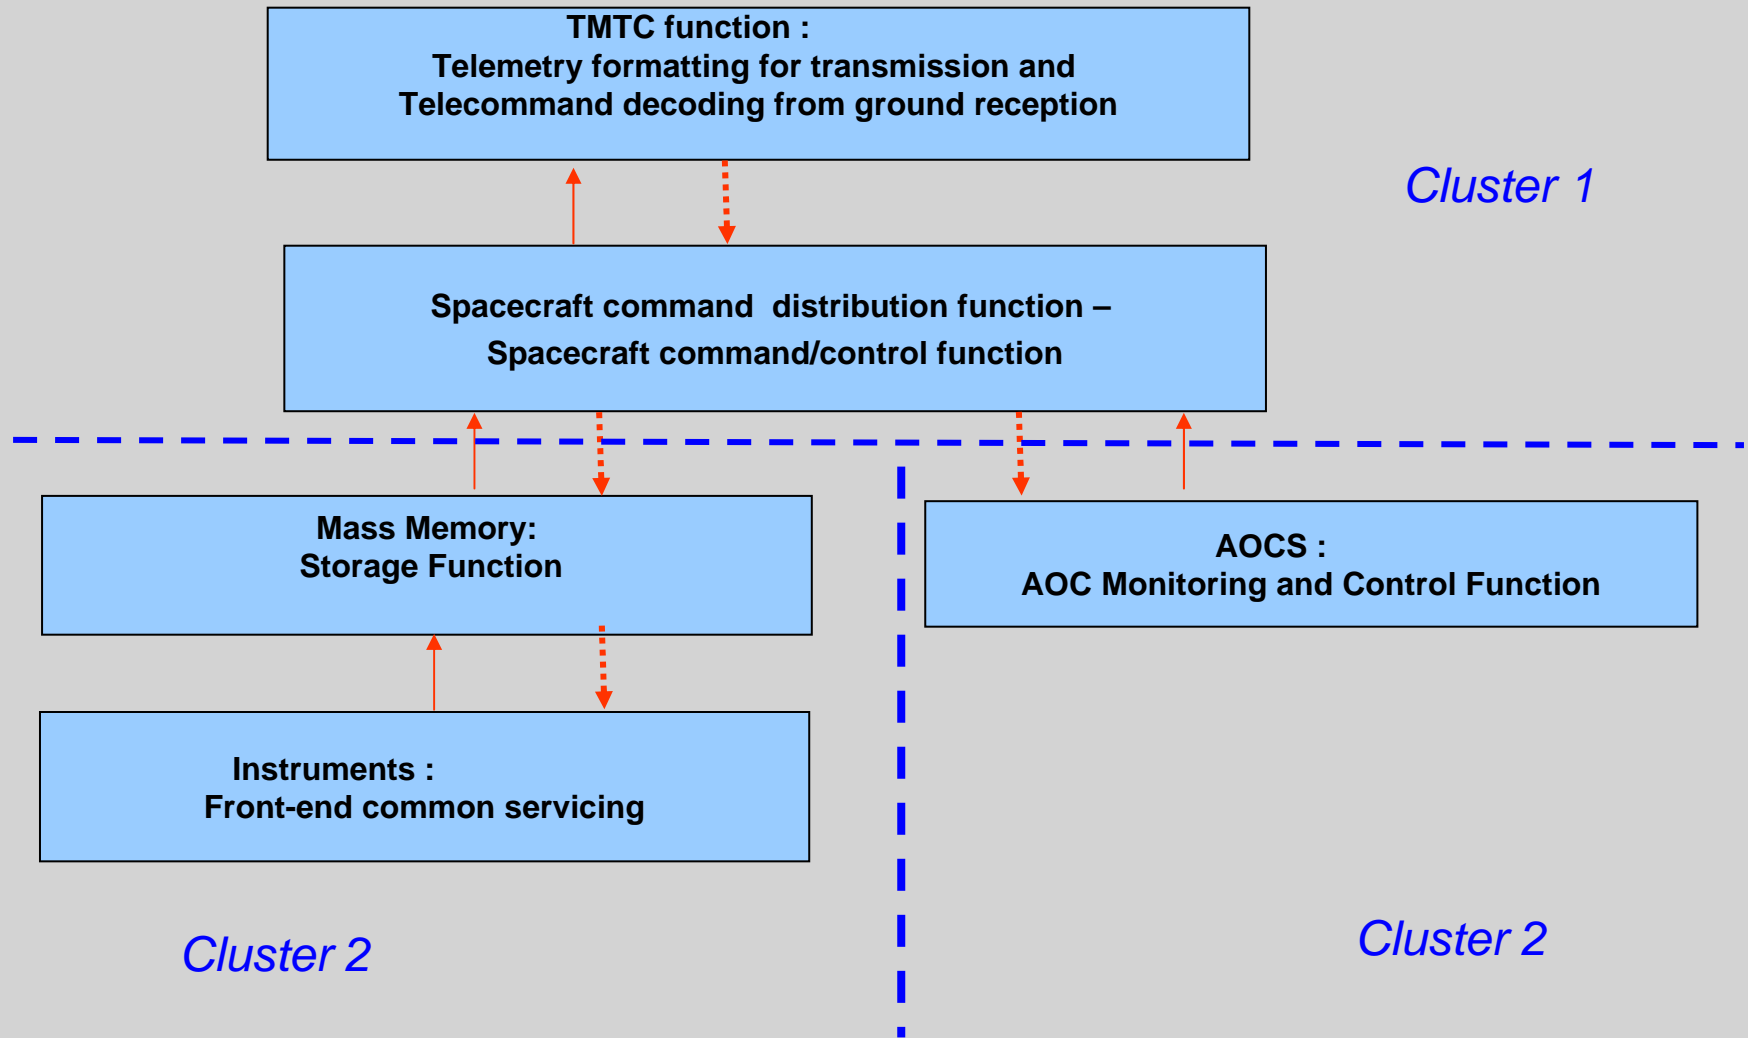 TMTC function :
Telemetry formatting for transmission and
Telecommand decoding from ground reception
Cluster 1
Spacecraft command  distribution function –
Spacecraft command/control function
Mass Memory:
Storage Function
AOCS :
AOC Monitoring and Control Function
Instruments :
Front-end common servicing
Cluster 2
Cluster 2